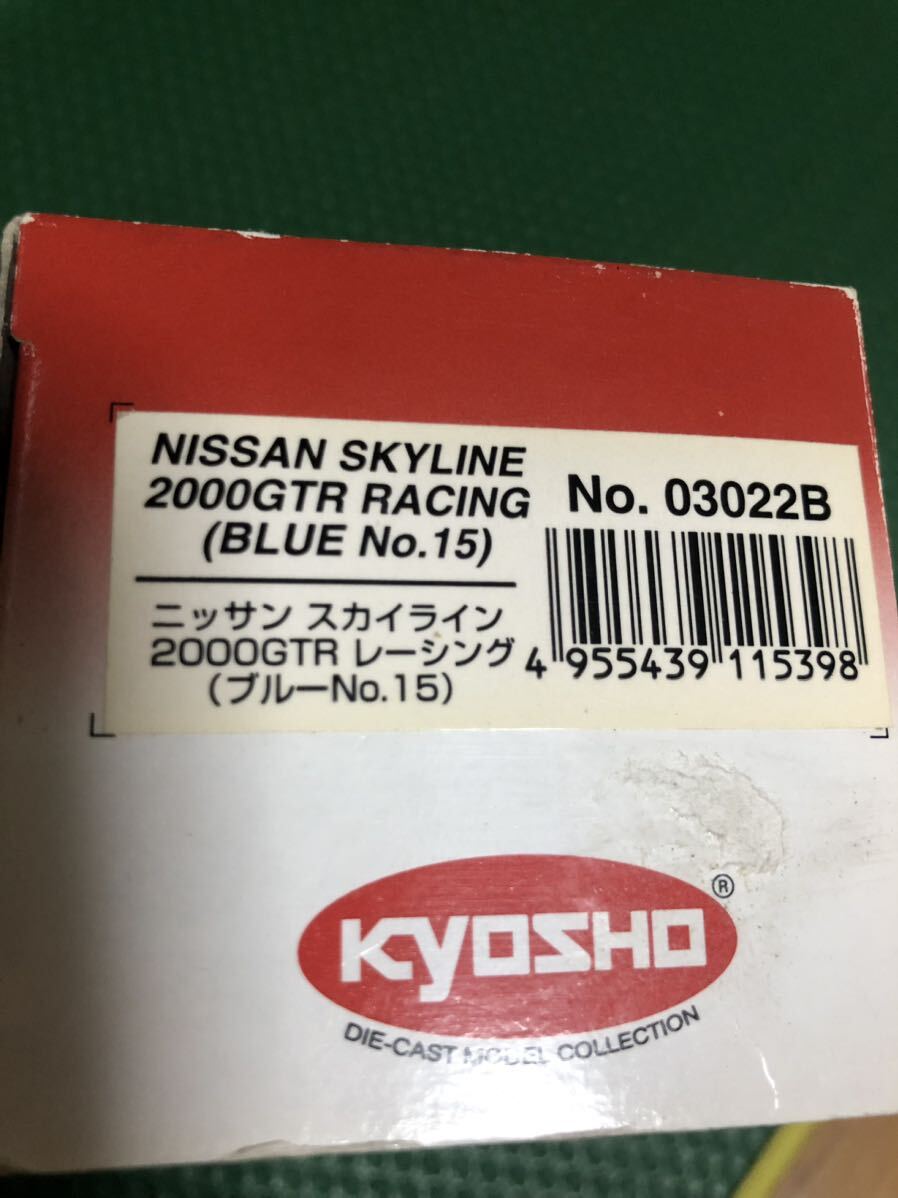 NISSAN SKYLINE
2000GTR RACING
(BLUE No.15)
No. 03022B
ニッサン スカイライン
2000GTR レーシング
(ブルーNo.15)
4 955439 115398
KYOSHO ®
DIE-CAST MODEL COLLECTION